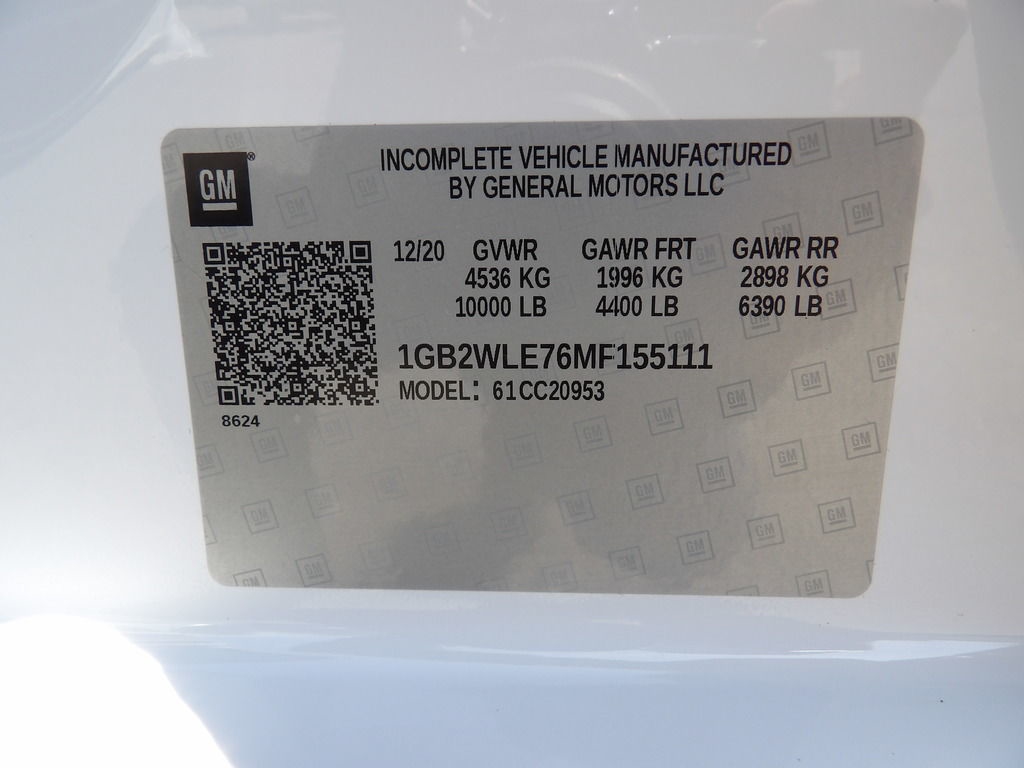 GM®
INCOMPLETE VEHICLE MANUFACTURED
BY GENERAL MOTORS LLC
12/20 GVWR GAWR FRT GAWR RR
4536 KG 1996 KG 2898 KG
10000 LB 4400 LB 6390 LB
1GB2WLE76MF155111
MODEL: 61CC20953
8624